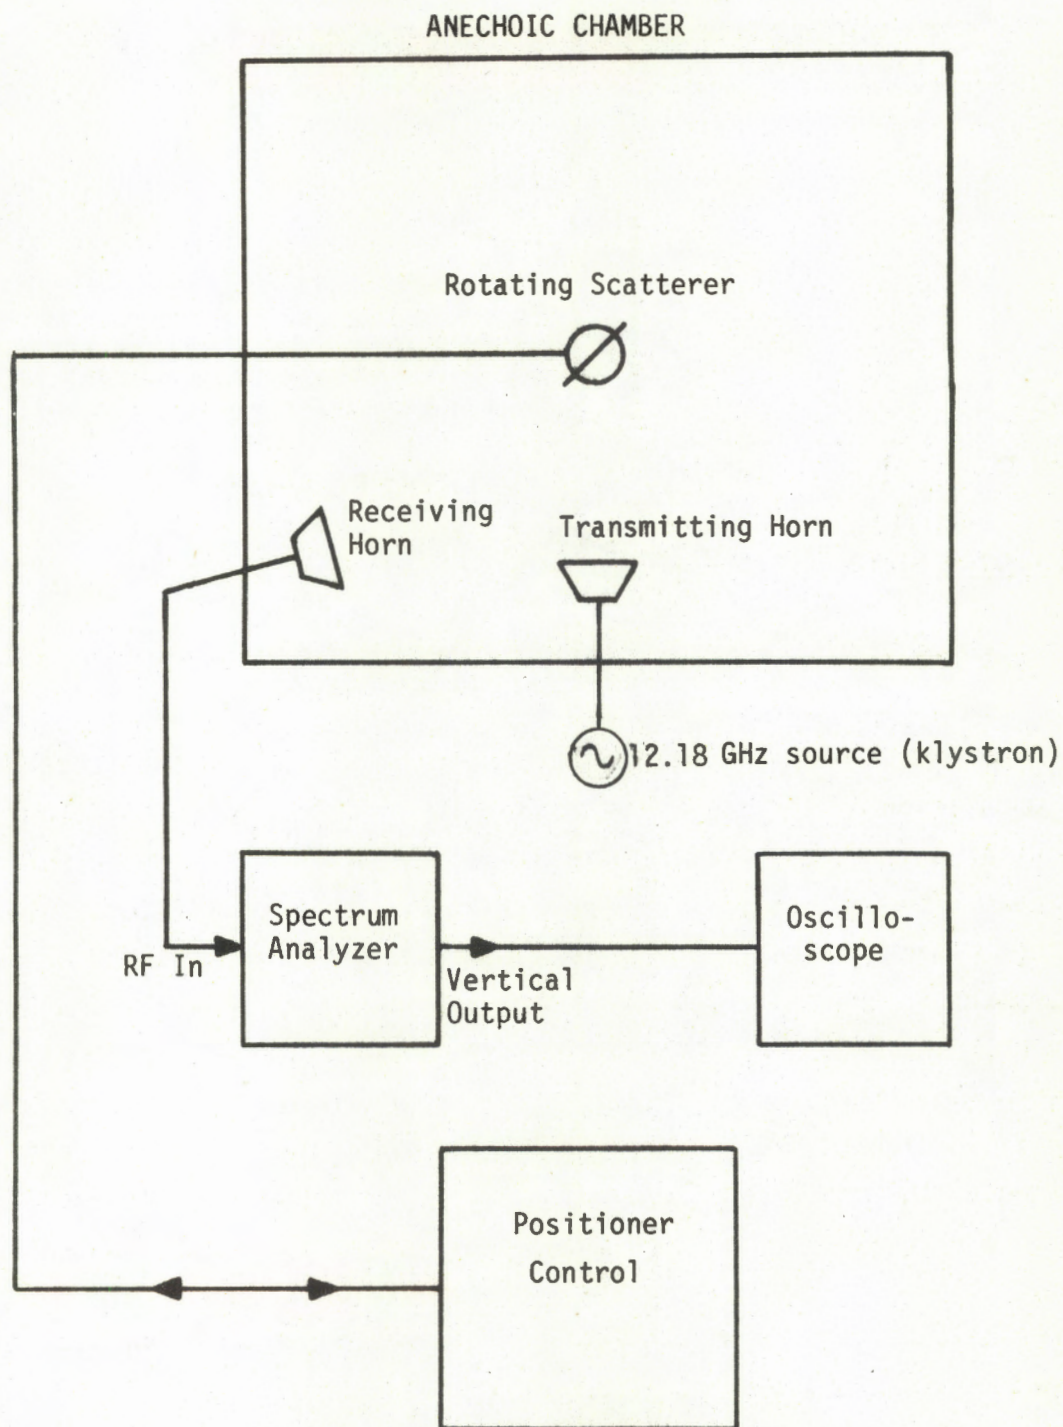 ANECHOIC CHAMBER
Rotating Scatterer
Receiving
Horn
Transmitting Horn
12.18 GHz source (klystron)
Spectrum
Analyzer
RF In
Vertical
Output
Oscillo-
scope
Positioner
Control